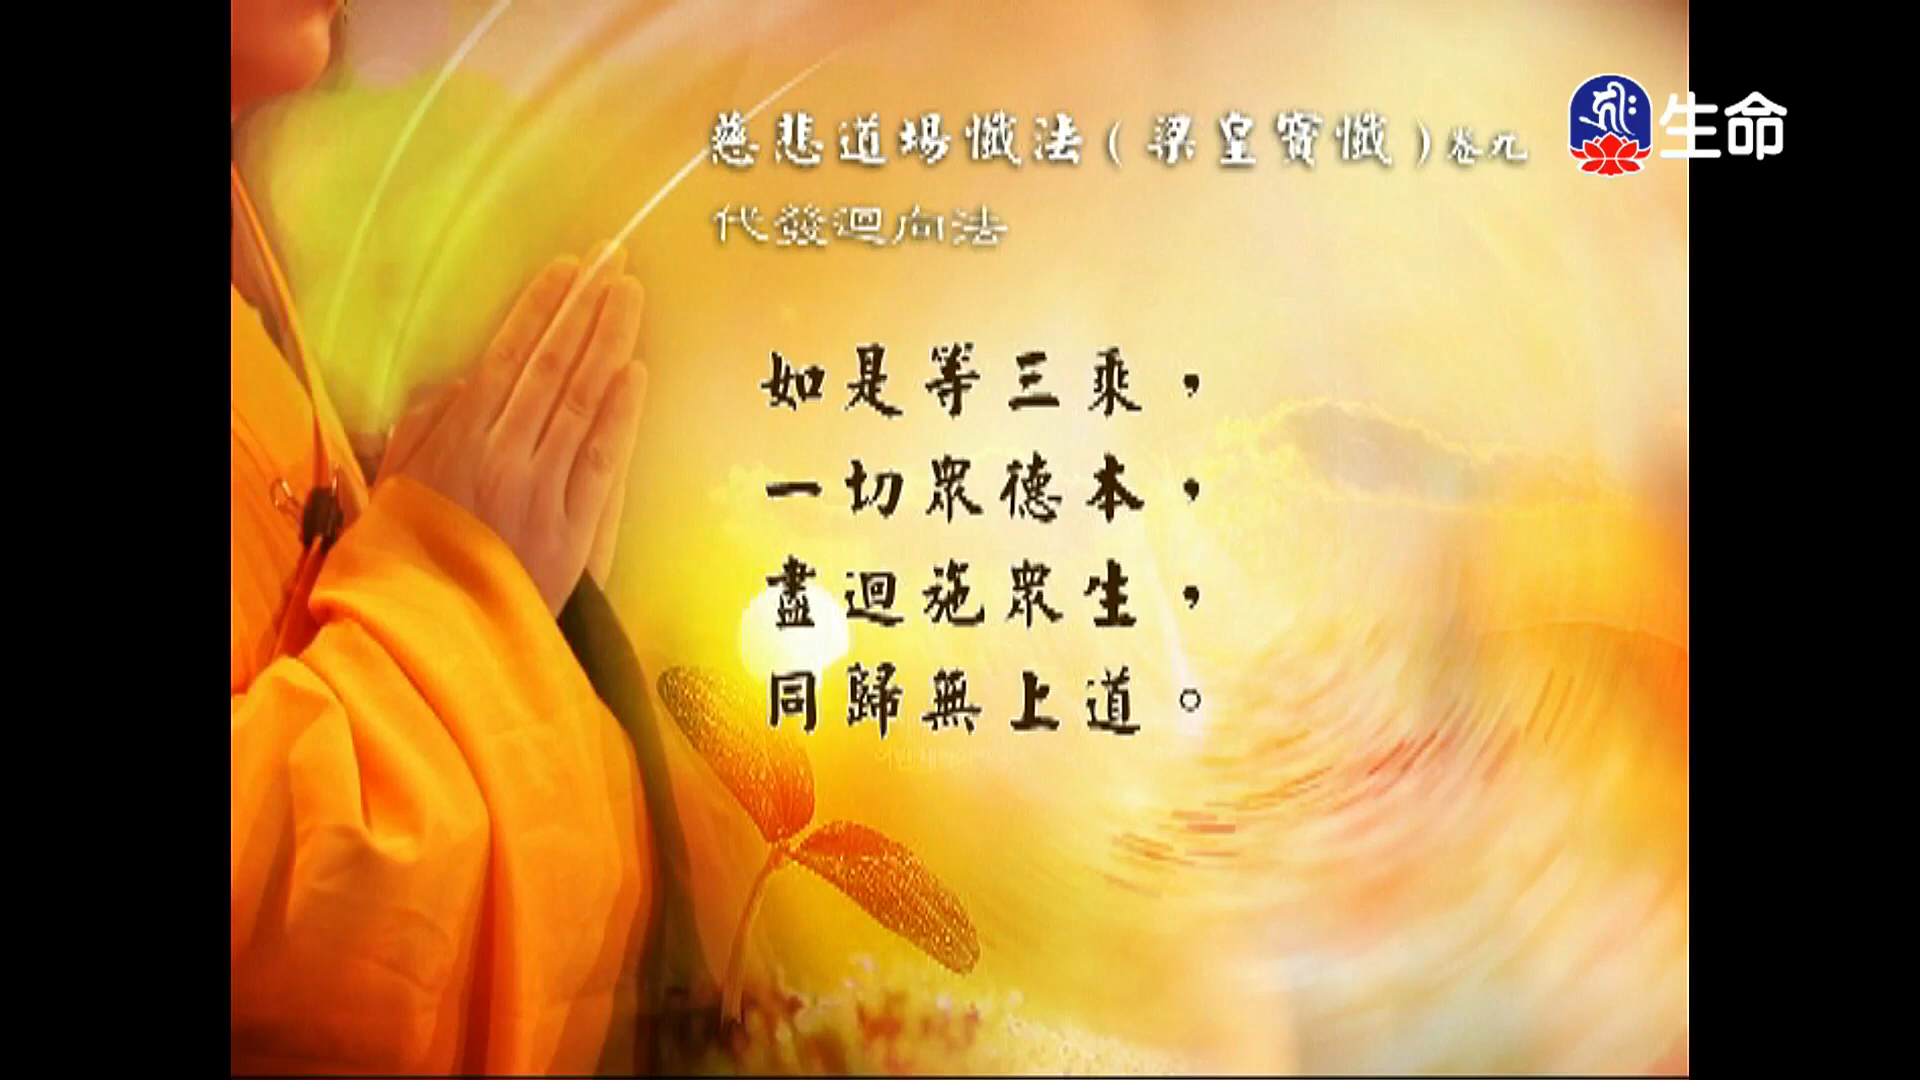 慈悲道場懺法(梁皇寶懺)卷九
生命
代發迴向法
如是等三乘，
一切眾德本，
盡迴施眾生，
同歸無上道。